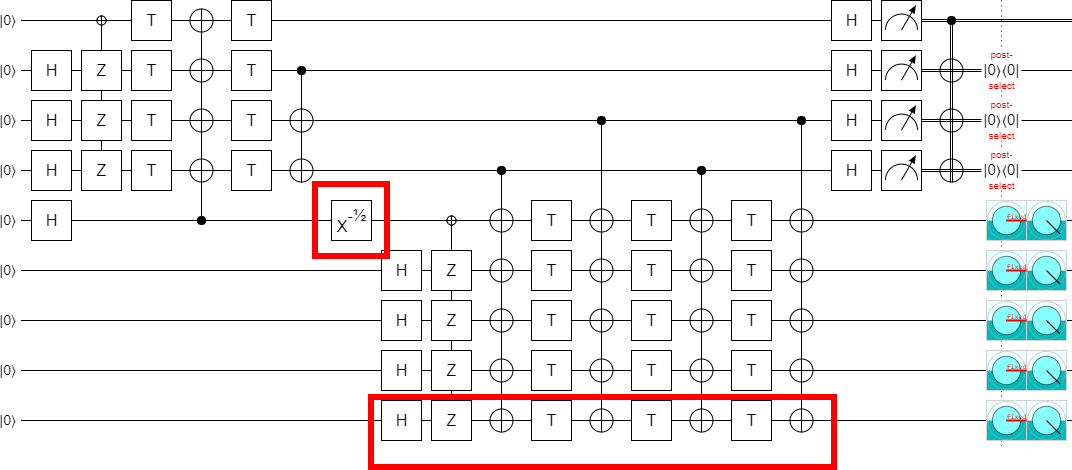 |0⟩ T T H
post-
|0⟩ H Z T T H |0⟩⟨0|
select
post-
|0⟩ H Z T T H |0⟩⟨0|
select
post-
|0⟩ H Z T T H |0⟩⟨0|
select
|0⟩ H X^-½ T T T
|0⟩ H Z T T T
|0⟩ H Z T T T
|0⟩ H Z T T T
|0⟩ H Z T T T